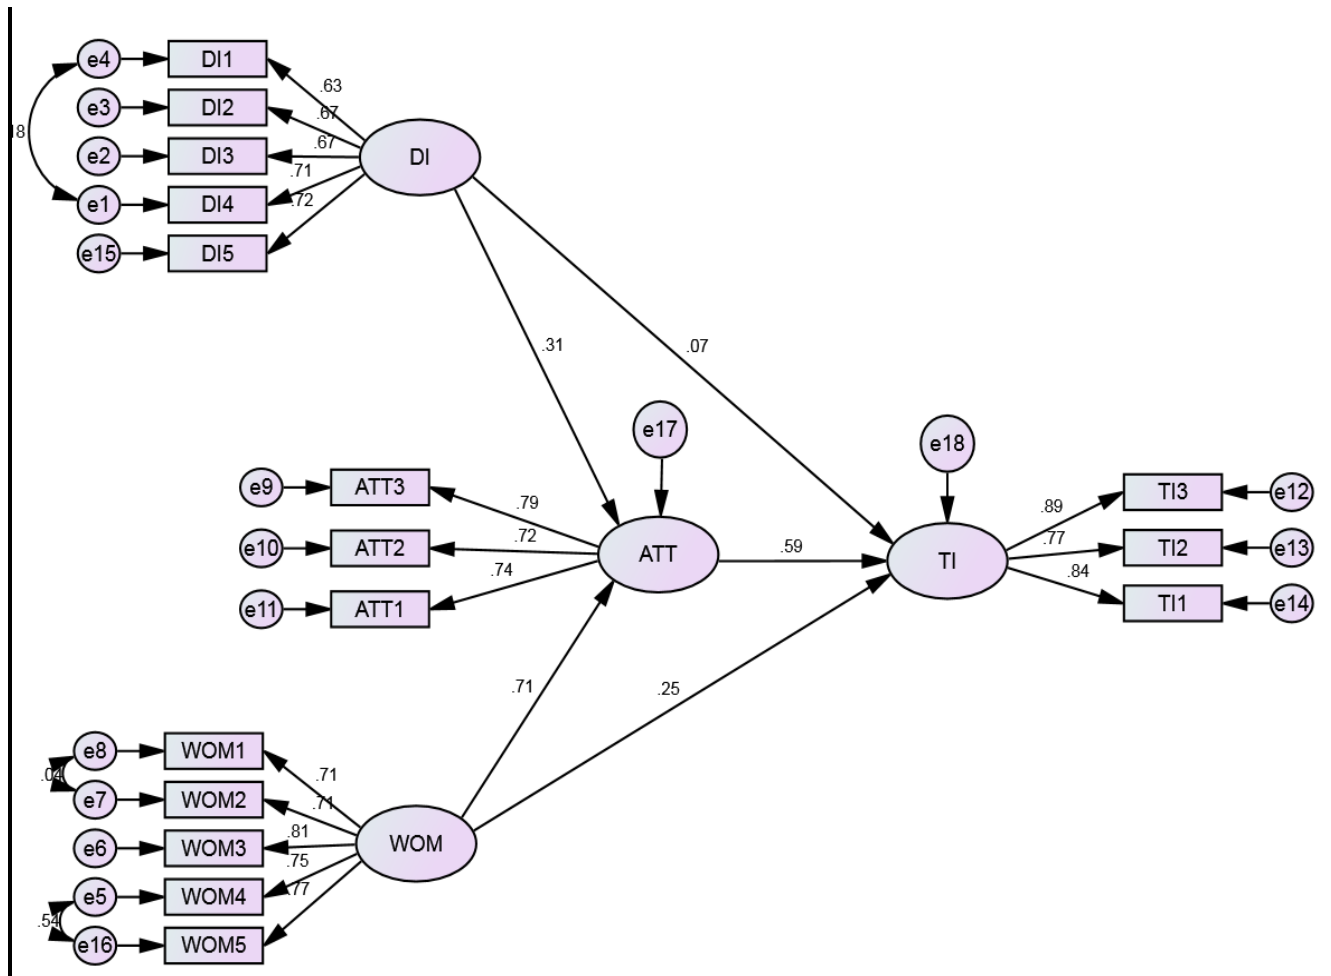 e4
DI1
.63
e3
DI2
.67
8
e2
DI3
.67
DI
.71
e1
DI4
.72
e15
DI5
.31
.07
e17
e18
e9
ATT3
.79
e10
ATT2
.72
ATT
.59
TI
e11
ATT1
.74
.89
TI3
e12
.77
TI2
e13
.84
TI1
e14
.71
.25
e8
WOM1
.71
.04
e7
WOM2
.71
e6
WOM3
.81
WOM
.75
e5
WOM4
.77
.54
e16
WOM5